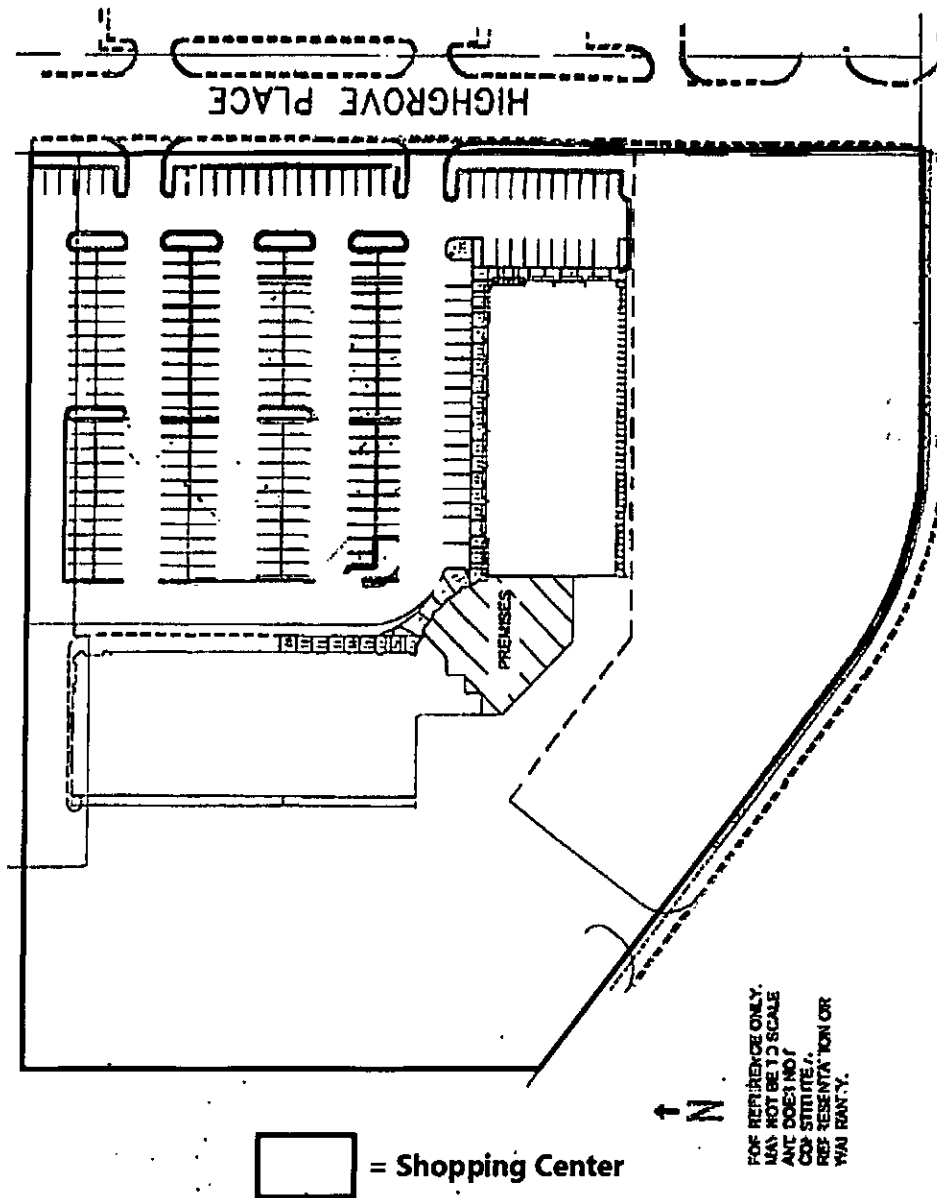 HIGHGROVE PLACE
PREMISES
N
FOR REFERENCE ONLY.
MAY NOT BE TO SCALE
AND DOES NOT
CONSTITUTE A
REPRESENTATION OR
WARRANTY.
= Shopping Center